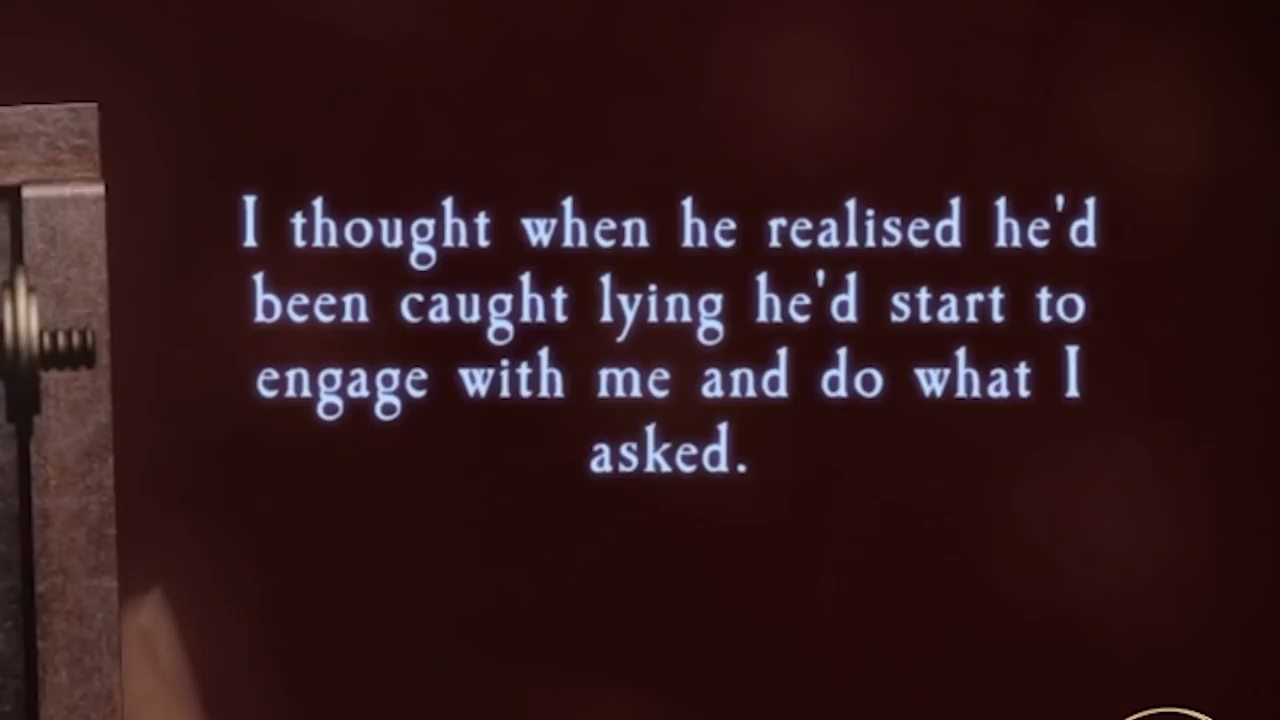 I thought when he realised he'd
been caught lying he'd start to
engage with me and do what I
asked.